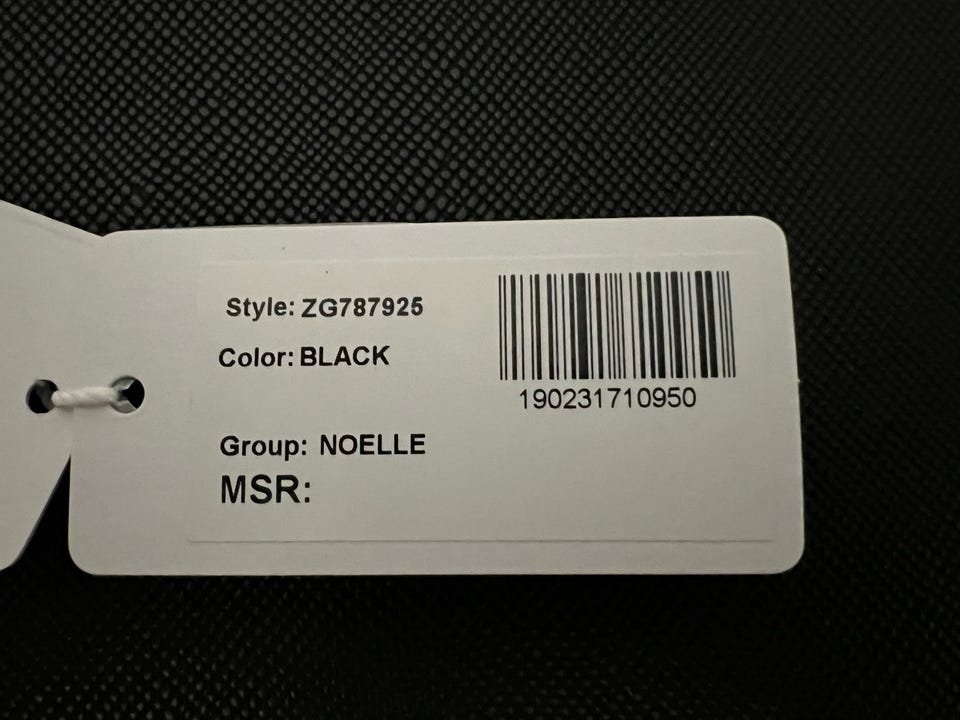 Style: ZG787925
Color: BLACK
190231710950
Group: NOELLE
MSR: